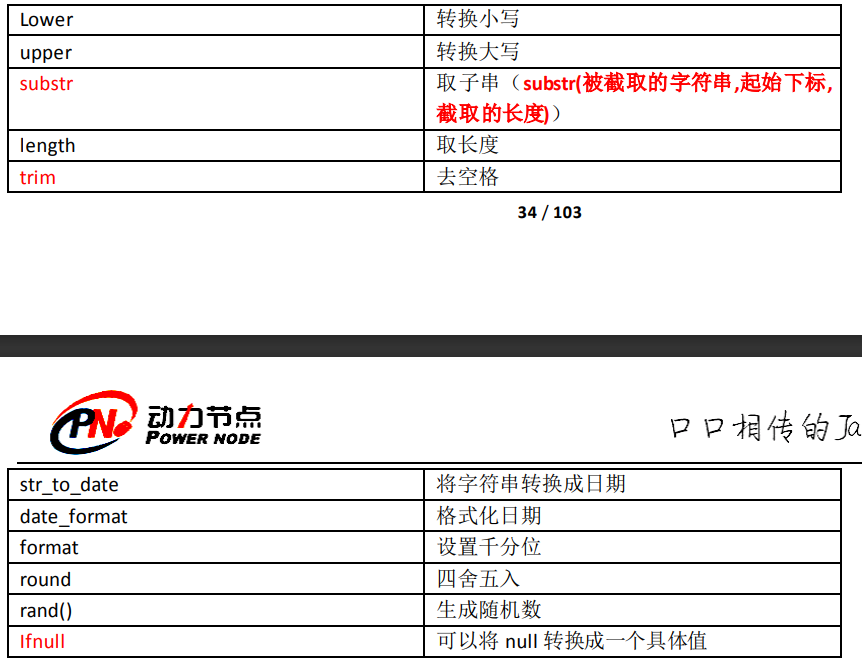 Lower 转换小写
upper 转换大写
substr 取子串（substr(被截取的字符串,起始下标,
截取的长度)）
length 取长度
trim 去空格
34 / 103
PN 动力节点
POWER NODE
口口相传的Ja
str_to_date 将字符串转换成日期
date_format 格式化日期
format 设置千分位
round 四舍五入
rand() 生成随机数
Ifnull 可以将 null 转换成一个具体值